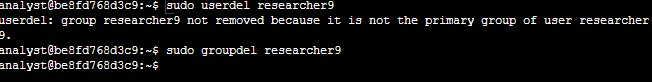 analyst@be8fd768d3c9:~$ sudo userdel researcher9
userdel: group researcher9 not removed because it is not the primary group of user researcher
9.
analyst@be8fd768d3c9:~$ sudo groupdel researcher9
analyst@be8fd768d3c9:~$